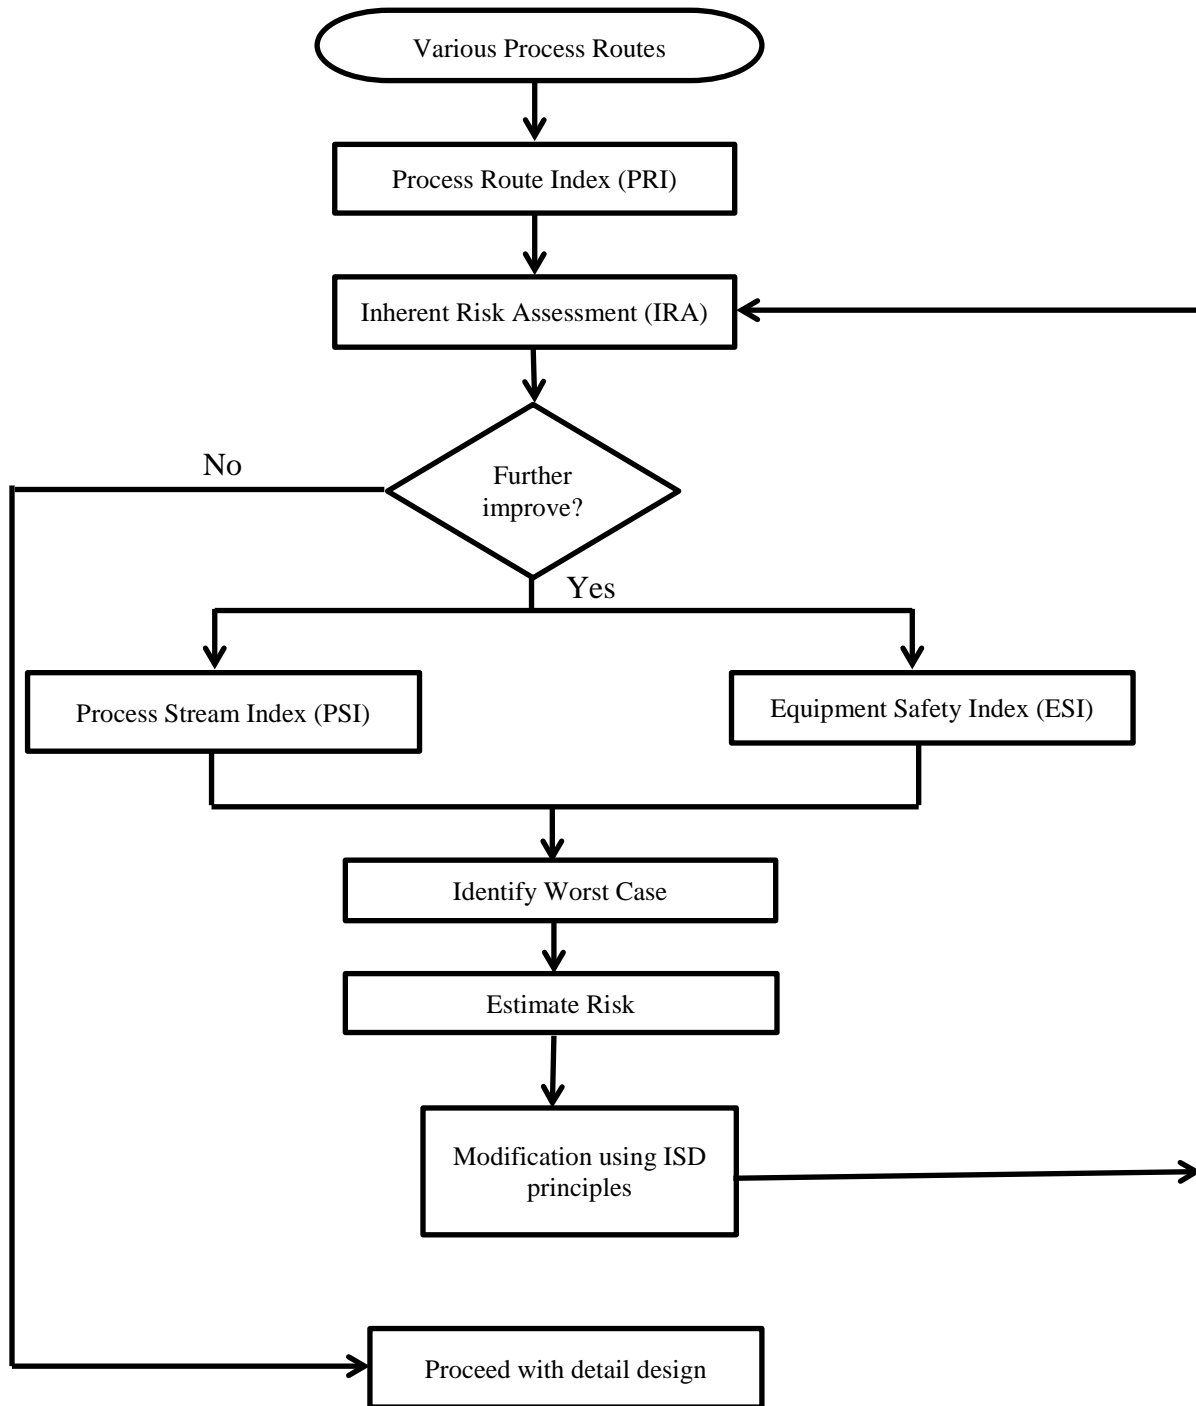 Various Process Routes
Process Route Index (PRI)
Inherent Risk Assessment (IRA)
Further
improve?
No
Yes
Process Stream Index (PSI)
Equipment Safety Index (ESI)
Identify Worst Case
Estimate Risk
Modification using ISD
principles
Proceed with detail design